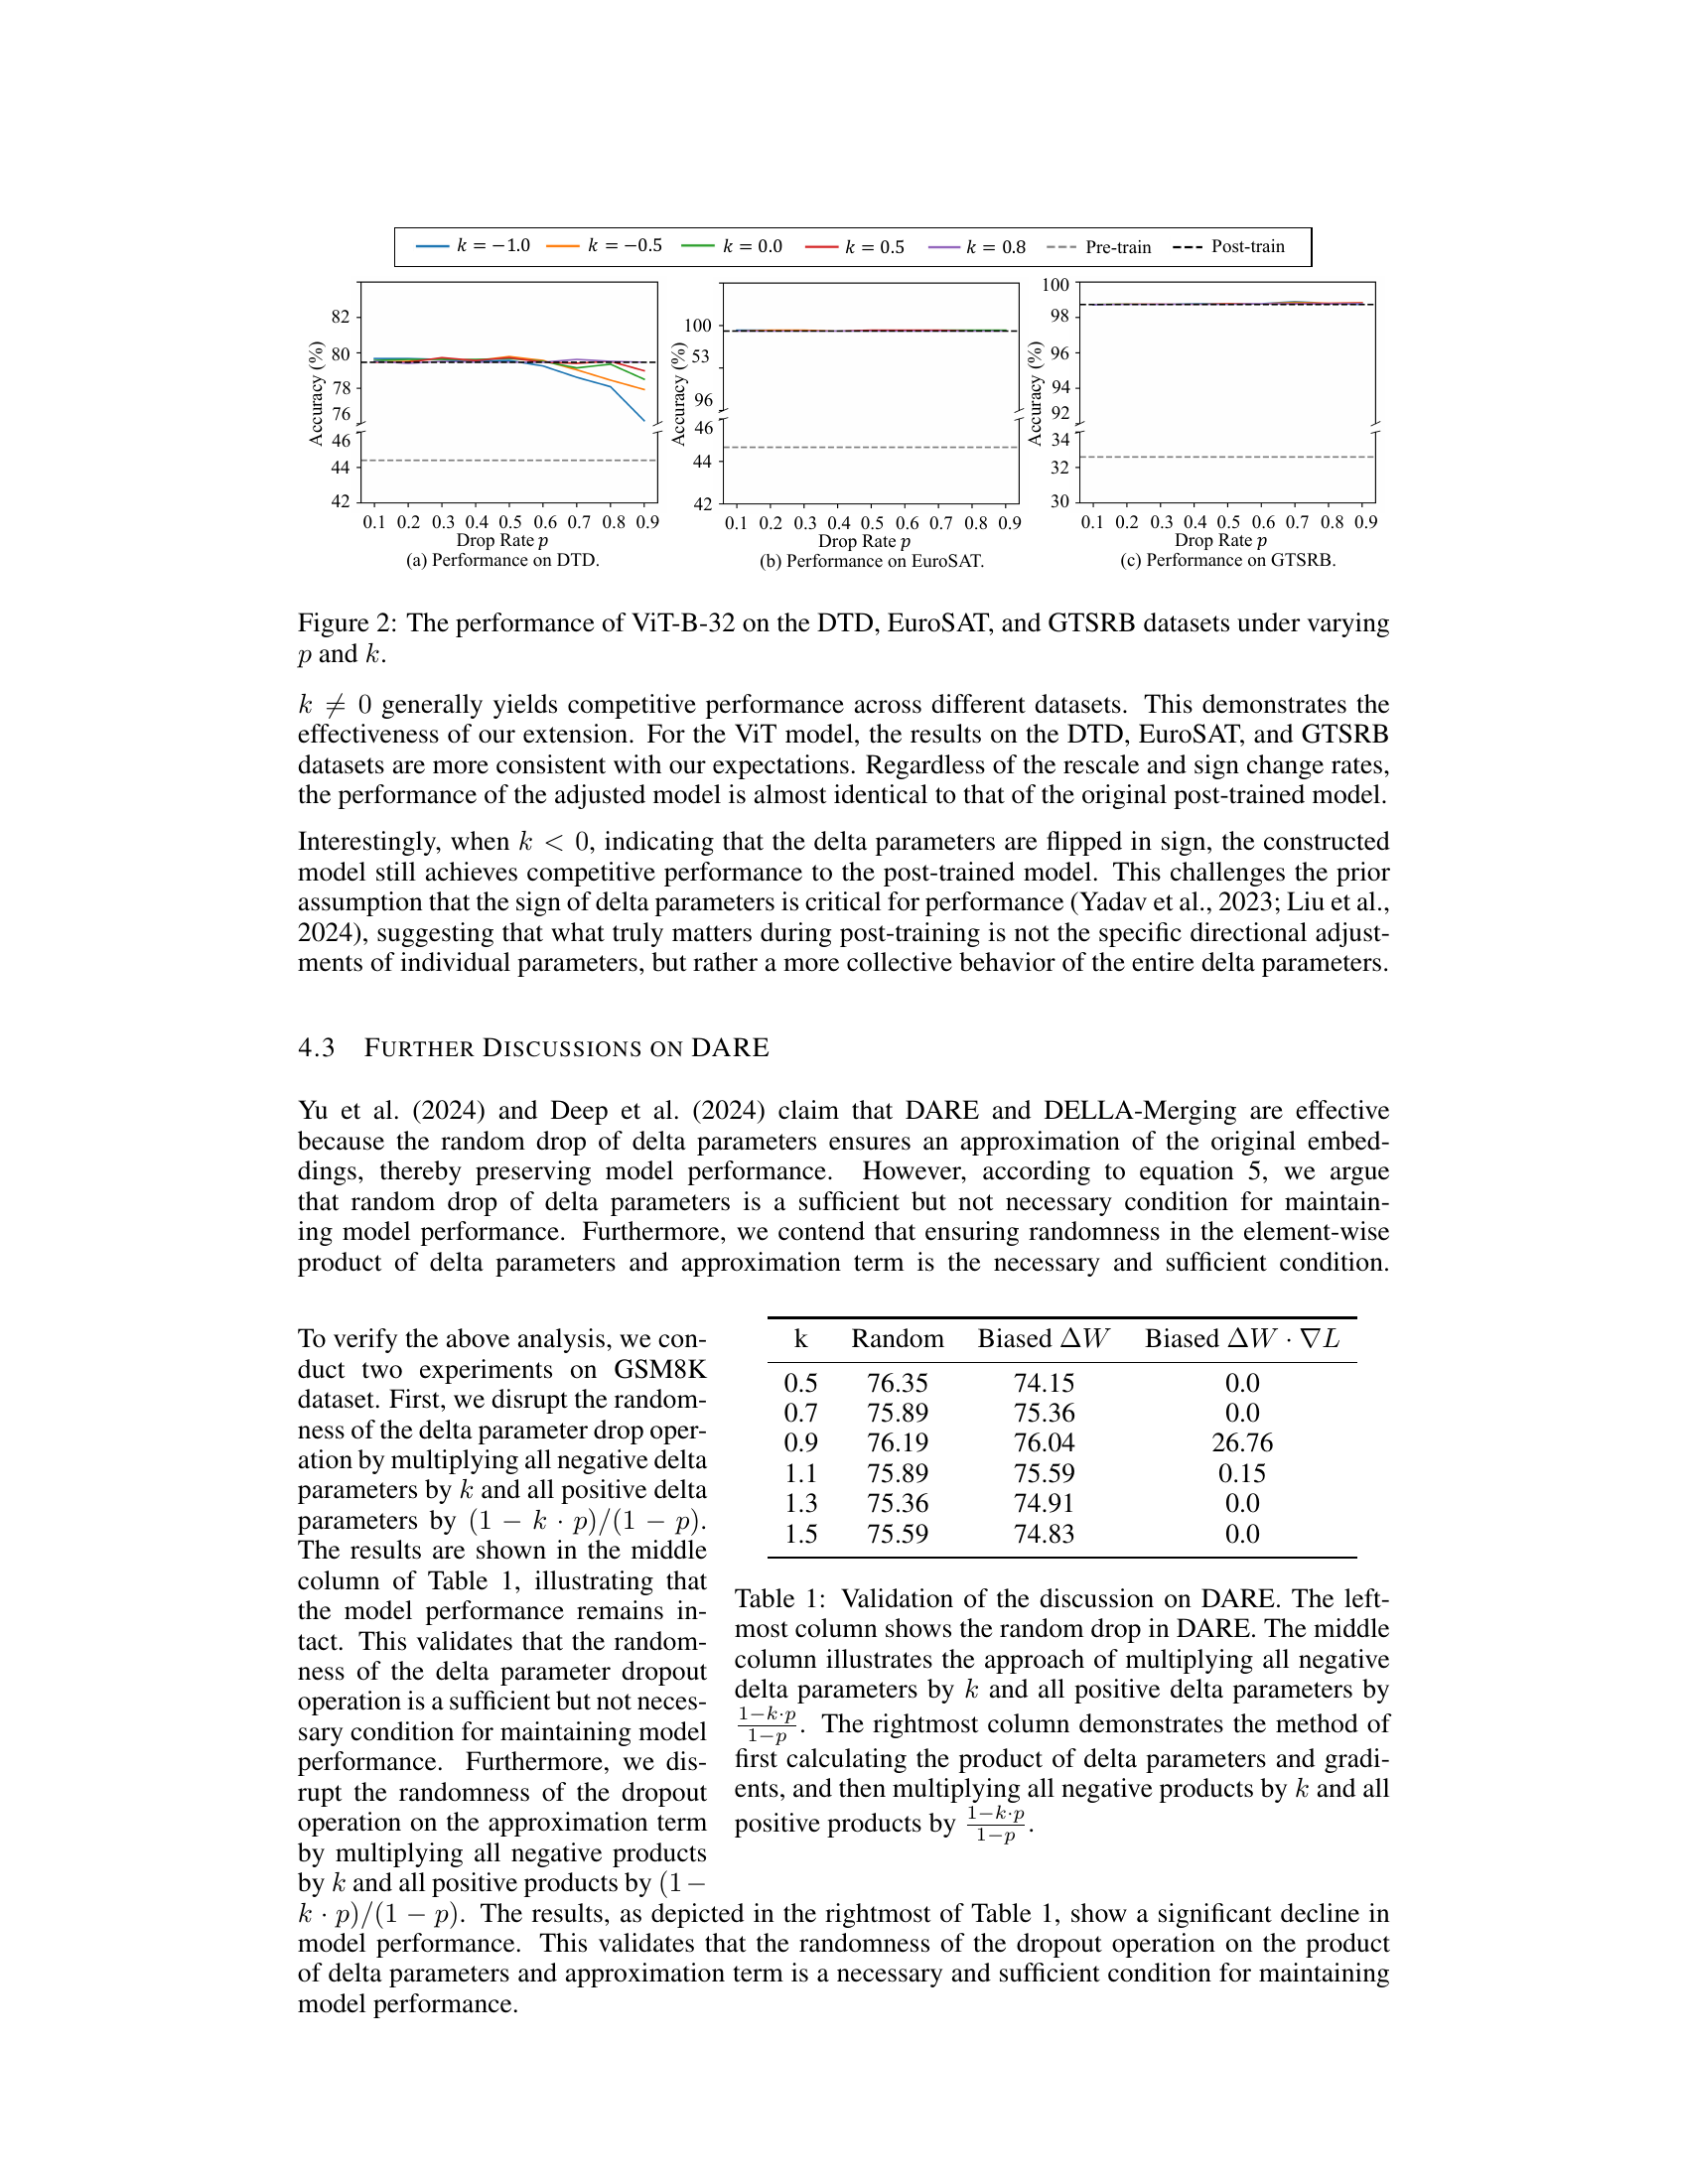 k = −1.0 k = −0.5 k = 0.0 k = 0.5 k = 0.8 Pre-train Post-train
Accuracy (%)
82
80
78
76
46
44
42
0.1 0.2 0.3 0.4 0.5 0.6 0.7 0.8 0.9
Drop Rate p
(a) Performance on DTD.
Accuracy (%)
100
53
96
46
44
42
0.1 0.2 0.3 0.4 0.5 0.6 0.7 0.8 0.9
Drop Rate p
(b) Performance on EuroSAT.
Accuracy (%)
100
98
96
94
92
34
32
30
0.1 0.2 0.3 0.4 0.5 0.6 0.7 0.8 0.9
Drop Rate p
(c) Performance on GTSRB.
Figure 2: The performance of ViT-B-32 on the DTD, EuroSAT, and GTSRB datasets under varying
p and k.
k ≠ 0 generally yields competitive performance across different datasets. This demonstrates the
effectiveness of our extension. For the ViT model, the results on the DTD, EuroSAT, and GTSRB
datasets are more consistent with our expectations. Regardless of the rescale and sign change rates,
the performance of the adjusted model is almost identical to that of the original post-trained model.
Interestingly, when k < 0, indicating that the delta parameters are flipped in sign, the constructed
model still achieves competitive performance to the post-trained model. This challenges the prior
assumption that the sign of delta parameters is critical for performance (Yadav et al., 2023; Liu et al.,
2024), suggesting that what truly matters during post-training is not the specific directional adjust-
ments of individual parameters, but rather a more collective behavior of the entire delta parameters.
4.3 FURTHER DISCUSSIONS ON DARE
Yu et al. (2024) and Deep et al. (2024) claim that DARE and DELLA-Merging are effective
because the random drop of delta parameters ensures an approximation of the original embed-
dings, thereby preserving model performance. However, according to equation 5, we argue
that random drop of delta parameters is a sufficient but not necessary condition for maintain-
ing model performance. Furthermore, we contend that ensuring randomness in the element-wise
product of delta parameters and approximation term is the necessary and sufficient condition.
To verify the above analysis, we con-
duct two experiments on GSM8K
dataset. First, we disrupt the random-
ness of the delta parameter drop oper-
ation by multiplying all negative delta
parameters by k and all positive delta
parameters by (1 − k · p)/(1 − p).
The results are shown in the middle
column of Table 1, illustrating that
the model performance remains in-
tact. This validates that the random-
ness of the delta parameter dropout
operation is a sufficient but not neces-
sary condition for maintaining model
performance. Furthermore, we dis-
rupt the randomness of the dropout
operation on the approximation term
by multiplying all negative products
by k and all positive products by (1 −
k · p)/(1 − p). The results, as depicted in the rightmost of Table 1, show a significant decline in
model performance. This validates that the randomness of the dropout operation on the product
of delta parameters and approximation term is a necessary and sufficient condition for maintaining
model performance.
k Random Biased ΔW Biased ΔW · ∇L
0.5 76.35 74.15 0.0
0.7 75.89 75.36 0.0
0.9 76.19 76.04 26.76
1.1 75.89 75.59 0.15
1.3 75.36 74.91 0.0
1.5 75.59 74.83 0.0
Table 1: Validation of the discussion on DARE. The left-
most column shows the random drop in DARE. The middle
column illustrates the approach of multiplying all negative
delta parameters by k and all positive delta parameters by
1−k·p/1−p. The rightmost column demonstrates the method of
first calculating the product of delta parameters and gradi-
ents, and then multiplying all negative products by k and all
positive products by 1−k·p/1−p.